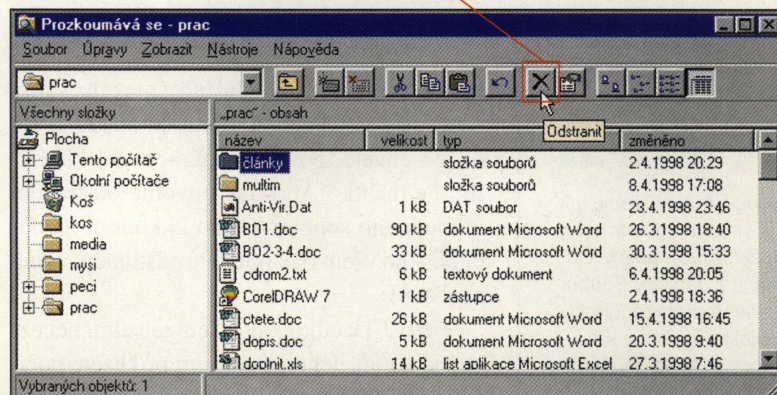 Prozkoumává se - prac
Soubor Úpravy Zobrazit Nástroje Nápověda
prac
Všechny složky „prac“ - obsah
Odstranit
Plocha
Tento počítač
Okolní počítače
Koš
kos
media
mysi
peci
prac
název velikost typ změněno
články složka souborů 2.4.1998 20:29
multim složka souborů 8.4.1998 17:08
Anti-Vir.Dat 1 kB DAT soubor 23.4.1998 23:46
BO1.doc 90 kB dokument Microsoft Word 26.3.1998 18:40
BO2-3-4.doc 33 kB dokument Microsoft Word 30.3.1998 15:33
cdrom2.txt 6 kB textový dokument 6.4.1998 20:05
CorelDRAW 7 1 kB zástupce 2.4.1998 18:36
ctete.doc 26 kB dokument Microsoft Word 15.4.1998 16:45
dopis.doc 5 kB dokument Microsoft Word 20.3.1998 9:40
doplnit.xls 14 kB list aplikace Microsoft Excel 27.3.1998 7:46
Vybraných objektů: 1